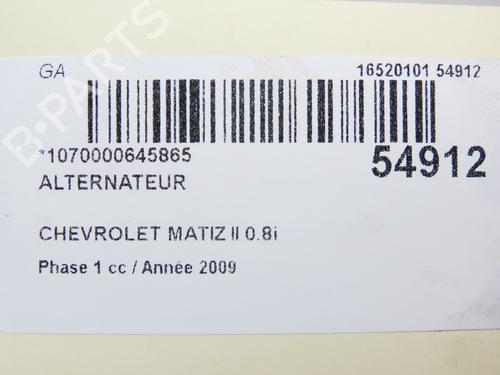 B-PARTS
GA
16520101 54912
*1070000645865
54912
ALTERNATEUR
CHEVROLET MATIZ II 0.8i
Phase 1 cc / Année 2009